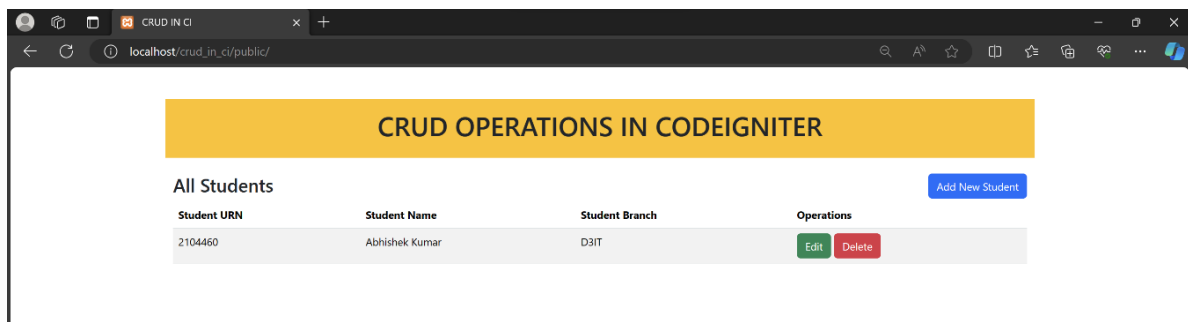 CRUD IN CI
localhost/crud_in_ci/public/
CRUD OPERATIONS IN CODEIGNITER
All Students
Add New Student
Student URN Student Name Student Branch Operations
2104460 Abhishek Kumar D3IT Edit Delete